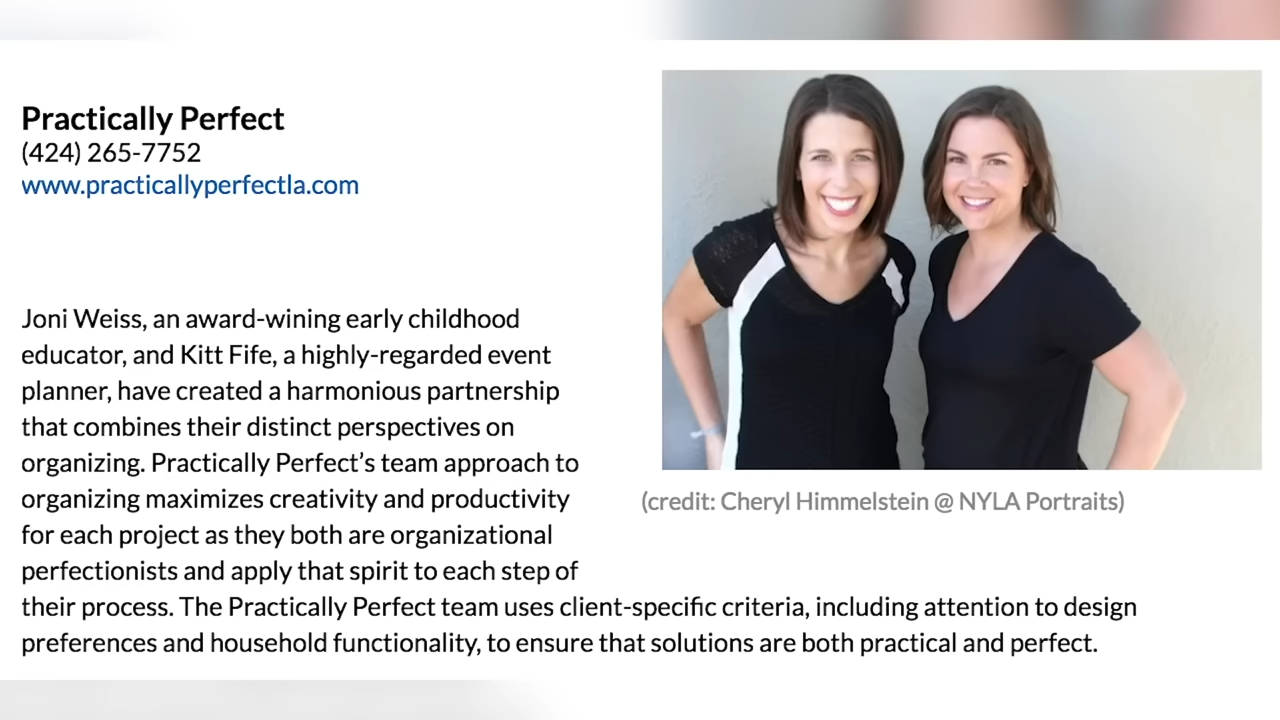 Practically Perfect
(424) 265-7752
www.practicallyperfectla.com
Joni Weiss, an award-wining early childhood
educator, and Kitt Fife, a highly-regarded event
planner, have created a harmonious partnership
that combines their distinct perspectives on
organizing. Practically Perfect’s team approach to
organizing maximizes creativity and productivity
for each project as they both are organizational
perfectionists and apply that spirit to each step of
their process. The Practically Perfect team uses client-specific criteria, including attention to design
preferences and household functionality, to ensure that solutions are both practical and perfect.
(credit: Cheryl Himmelstein @ NYLA Portraits)